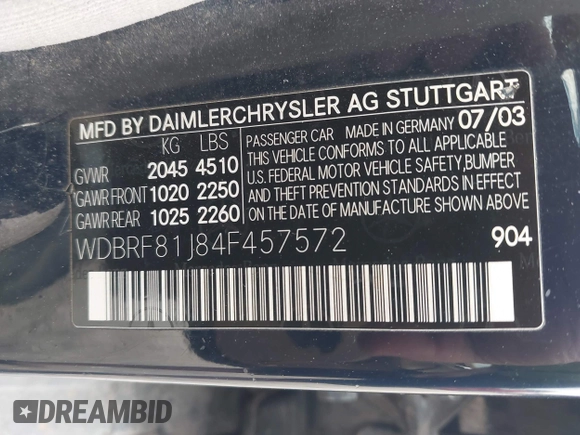 MFD BY DAIMLERCHRYSLER AG STUTTGART
KG LBS
GVWR 2045 4510
GAWR FRONT 1020 2250
GAWR REAR 1025 2260
PASSENGER CAR MADE IN GERMANY 07/03
THIS VEHICLE CONFORMS TO ALL APPLICABLE
U.S. FEDERAL MOTOR VEHICLE SAFETY,BUMPER
AND THEFT PREVENTION STANDARDS IN
EFFECT ON THE DATE OF MANUFACTURE
SHOWN ABOVE
WDBRF81J84F457572
904
DREAMBID